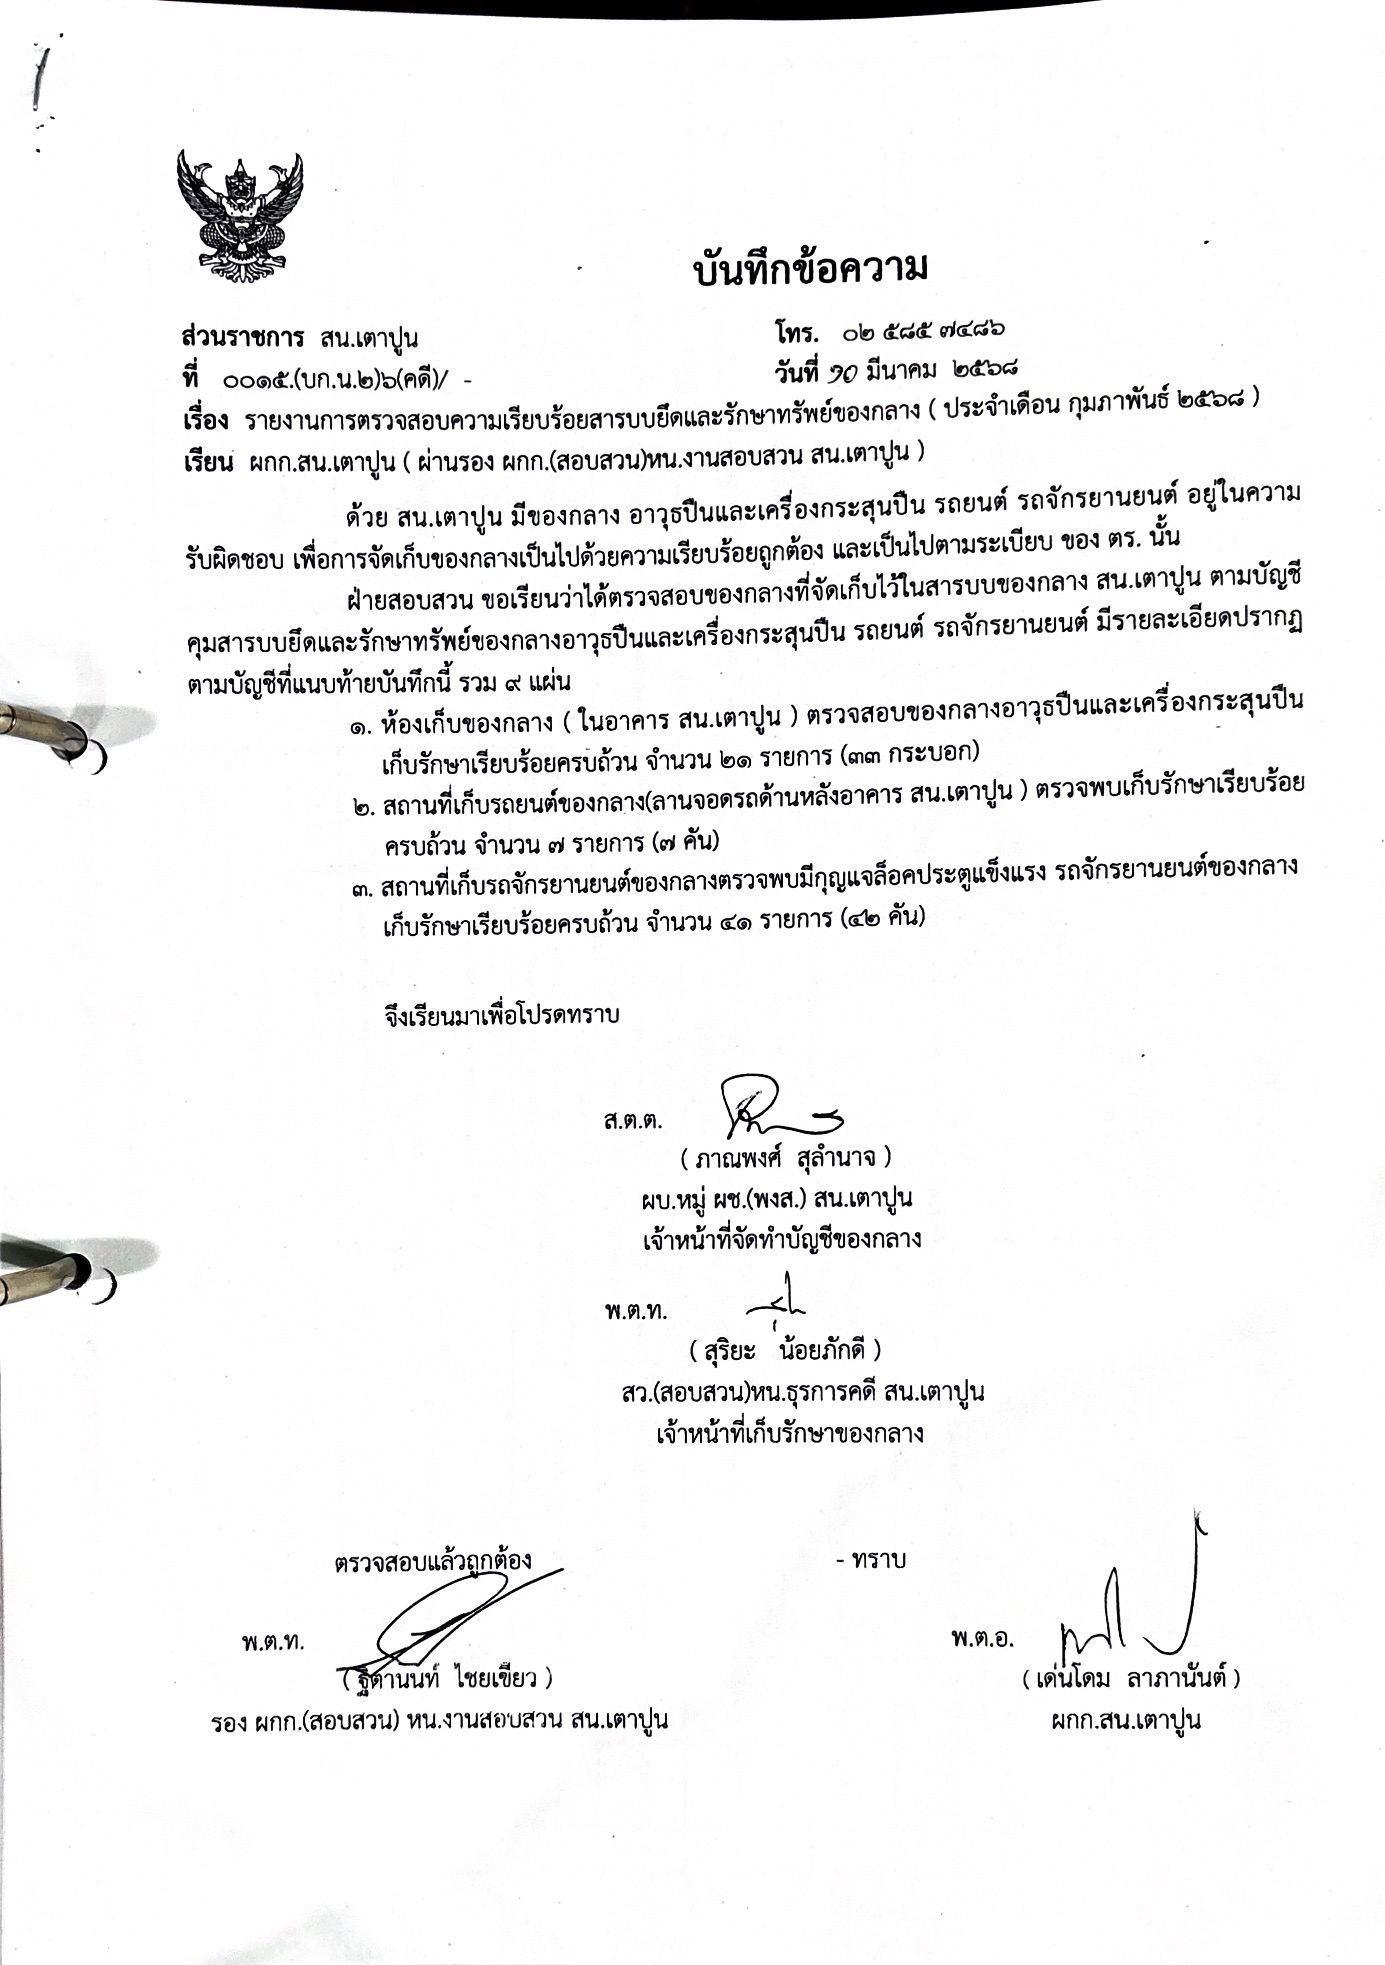 บันทึกข้อความ
ส่วนราชการ สน.เตาปูน โทร. ๐๒ ๕๘๕ ๗๔๘๖
ที่ ๐๐๑๕.(บก.น.๒)๖(คดี)/ - วันที่ ๑๐ มีนาคม ๒๕๖๘
เรื่อง รายงานการตรวจสอบความเรียบร้อยสารบบยึดและรักษาทรัพย์ของกลาง ( ประจำเดือน กุมภาพันธ์ ๒๕๖๘ )
เรียน ผกก.สน.เตาปูน ( ผ่านรอง ผกก.(สอบสวน)หน.งานสอบสวน สน.เตาปูน )
ด้วย สน.เตาปูน มีของกลาง อาวุธปืนและเครื่องกระสุนปืน รถยนต์ รถจักรยานยนต์ อยู่ในความ
รับผิดชอบ เพื่อการจัดเก็บของกลางเป็นไปด้วยความเรียบร้อยถูกต้อง และเป็นไปตามระเบียบ ของ ตร. นั้น
ฝ่ายสอบสวน ขอเรียนว่าได้ตรวจสอบของกลางที่จัดเก็บไว้ในสารบบของกลาง สน.เตาปูน ตามบัญชี
คุมสารบบยึดและรักษาทรัพย์ของกลางอาวุธปืนและเครื่องกระสุนปืน รถยนต์ รถจักรยานยนต์ มีรายละเอียดปรากฏ
ตามบัญชีที่แนบท้ายบันทึกนี้ รวม ๙ แผ่น
๑. ห้องเก็บของกลาง ( ในอาคาร สน.เตาปูน ) ตรวจสอบของกลางอาวุธปืนและเครื่องกระสุนปืน
เก็บรักษาเรียบร้อยครบถ้วน จำนวน ๒๑ รายการ (๓๓ กระบอก)
๒. สถานที่เก็บรถยนต์ของกลาง(ลานจอดรถด้านหลังอาคาร สน.เตาปูน ) ตรวจพบเก็บรักษาเรียบร้อย
ครบถ้วน จำนวน ๗ รายการ (๗ คัน)
๓. สถานที่เก็บรถจักรยานยนต์ของกลางตรวจพบมีกุญแจล็อคประตูแข็งแรง รถจักรยานยนต์ของกลาง
เก็บรักษาเรียบร้อยครบถ้วน จำนวน ๔๑ รายการ (๔๒ คัน)
จึงเรียนมาเพื่อโปรดทราบ
ส.ต.ต.
( ภาณพงศ์ สุลำนาจ )
ผบ.หมู่ ผช.(พงส.) สน.เตาปูน
เจ้าหน้าที่จัดทำบัญชีของกลาง
พ.ต.ท.
( สุริยะ น้อยภักดี )
สว.(สอบสวน)หน.ธุรการคดี สน.เตาปูน
เจ้าหน้าที่เก็บรักษาของกลาง
ตรวจสอบแล้วถูกต้อง - ทราบ
พ.ต.ท. พ.ต.อ.
( ฐิตานนท์ ไชยเขียว ) ( เด่นโดม ลาภานันต์ )
รอง ผกก.(สอบสวน) หน.งานสอบสวน สน.เตาปูน ผกก.สน.เตาปูน